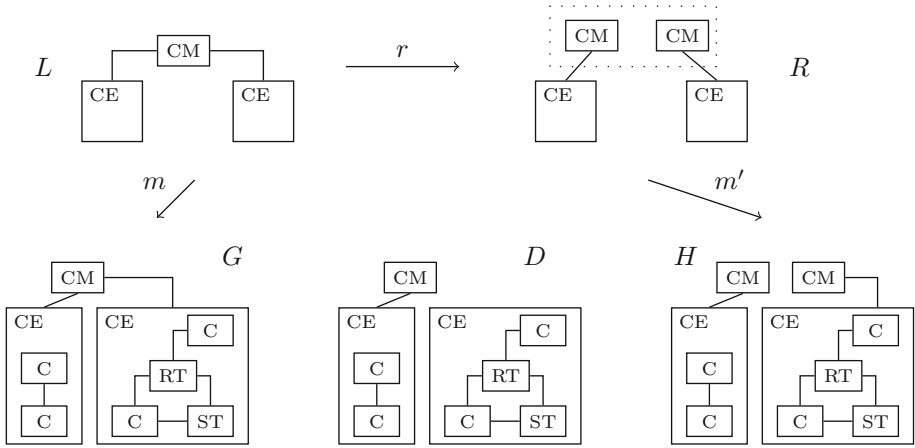 CM CM CM
L r R
CE CE CE CE
m m′
G D H
CM CM CM CM
CE CE CE CE CE CE
C C C
C RT C RT C RT
C C ST C C ST C C ST